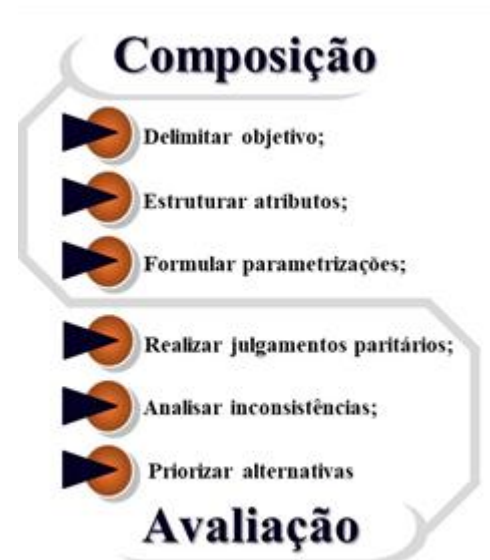 Composição
Delimitar objetivo;
Estruturar atributos;
Formular parametrizações;
Realizar julgamentos paritários;
Analisar inconsistências;
Priorizar alternativas
Avaliação